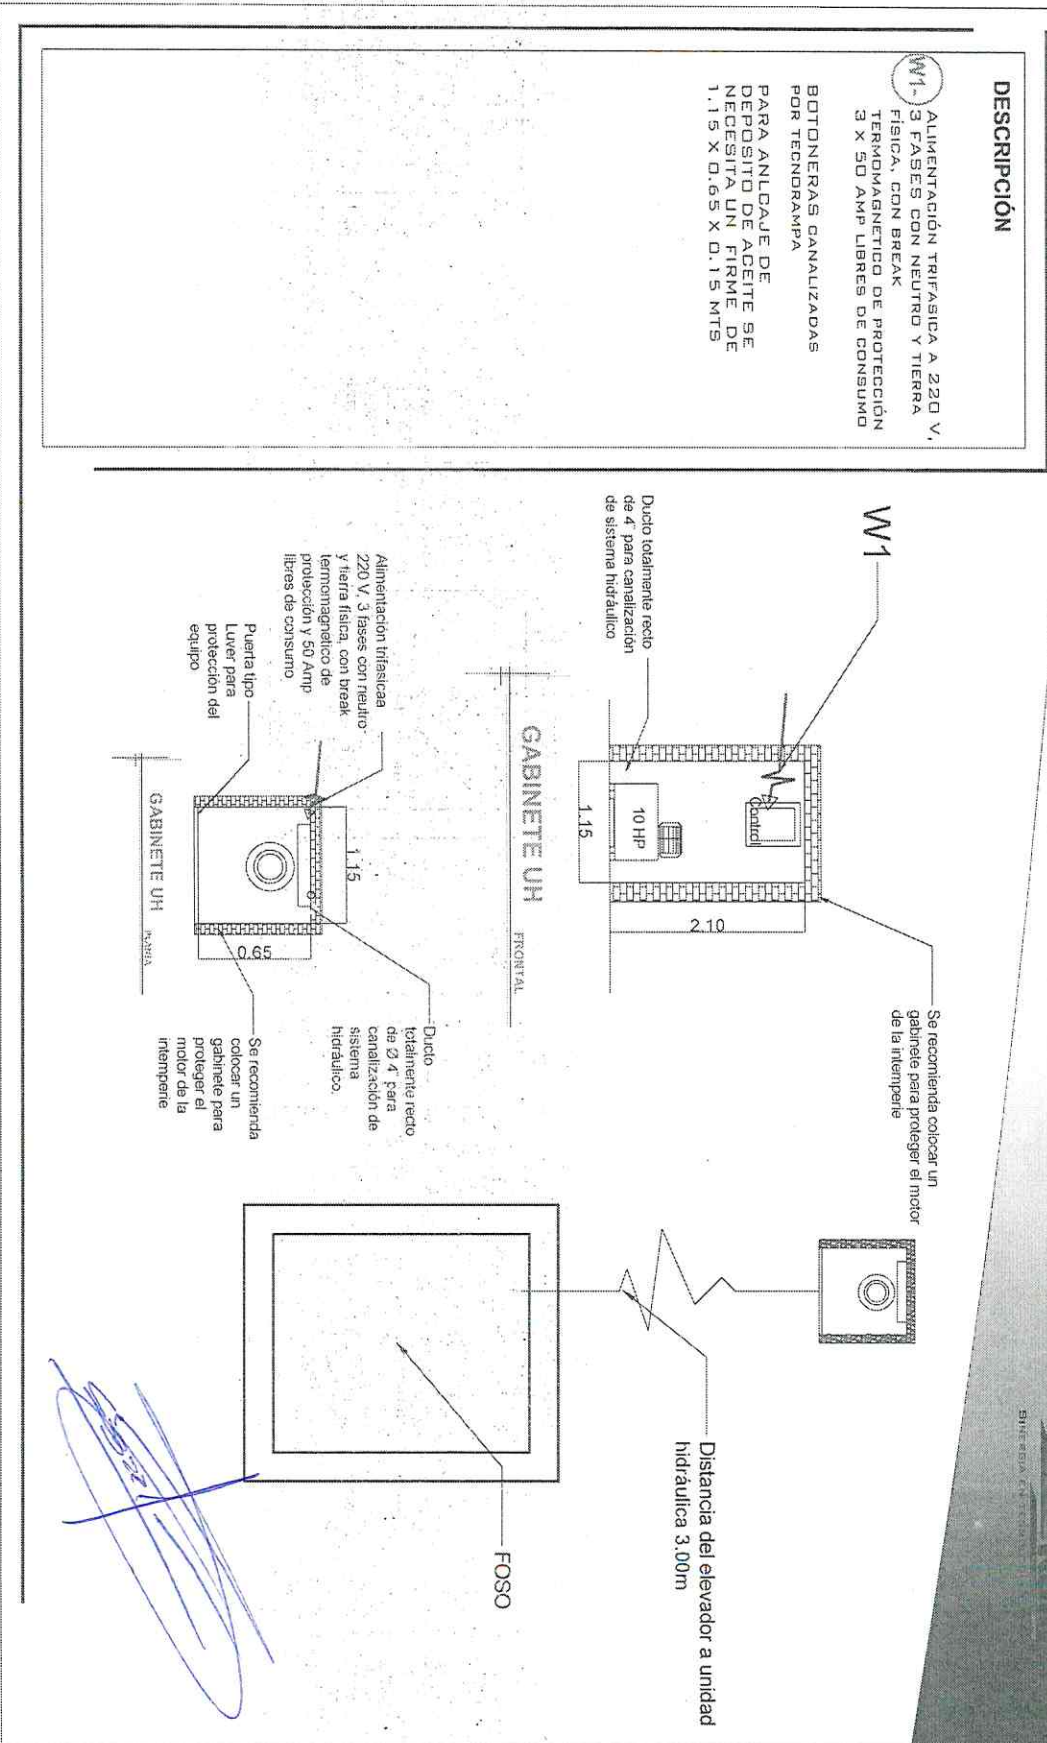 DESCRIPCIÓN
W1-
ALIMENTACIÓN TRIFASICA A 220 V,
3 FASES CON NEUTRO Y TIERRA
FÍSICA, CON BREAK
TERMOMAGNETICO DE PROTECCIÓN
3 X 50 AMP LIBRES DE CONSUMO
BOTONERAS CANALIZADAS
POR TECNORAMPA
PARA ANLCAJE DE
DEPOSITO DE ACEITE SE
NECESITA UN FIRME DE
1.15 X 0.65 X 0.15 MTS
W1
Ducto totalmente recto
de 4" para canalización
de sistema hidráulico
Control
10 HP
1.15
2.10
Se recomienda colocar un
gabinete para proteger el motor
de la intemperie
GABINETE UH
FRONTAL
Alimentación trifasicaa
220 V, 3 fases con neutro
y tierra física, con break
termomagnetico de
protección y 50 Amp
libres de consumo
Puerta tipo
Luver para
protección del
equipo
1.15
0.65
Ducto
totalmente recto
de Ø 4" para
canalización de
sistema
hidráulico.
Se recomienda
colocar un
gabinete para
proteger el
motor de la
intemperie
GABINETE UH
PLANTA
Distancia del elevador a unidad
hidráulica 3.00m
FOSO